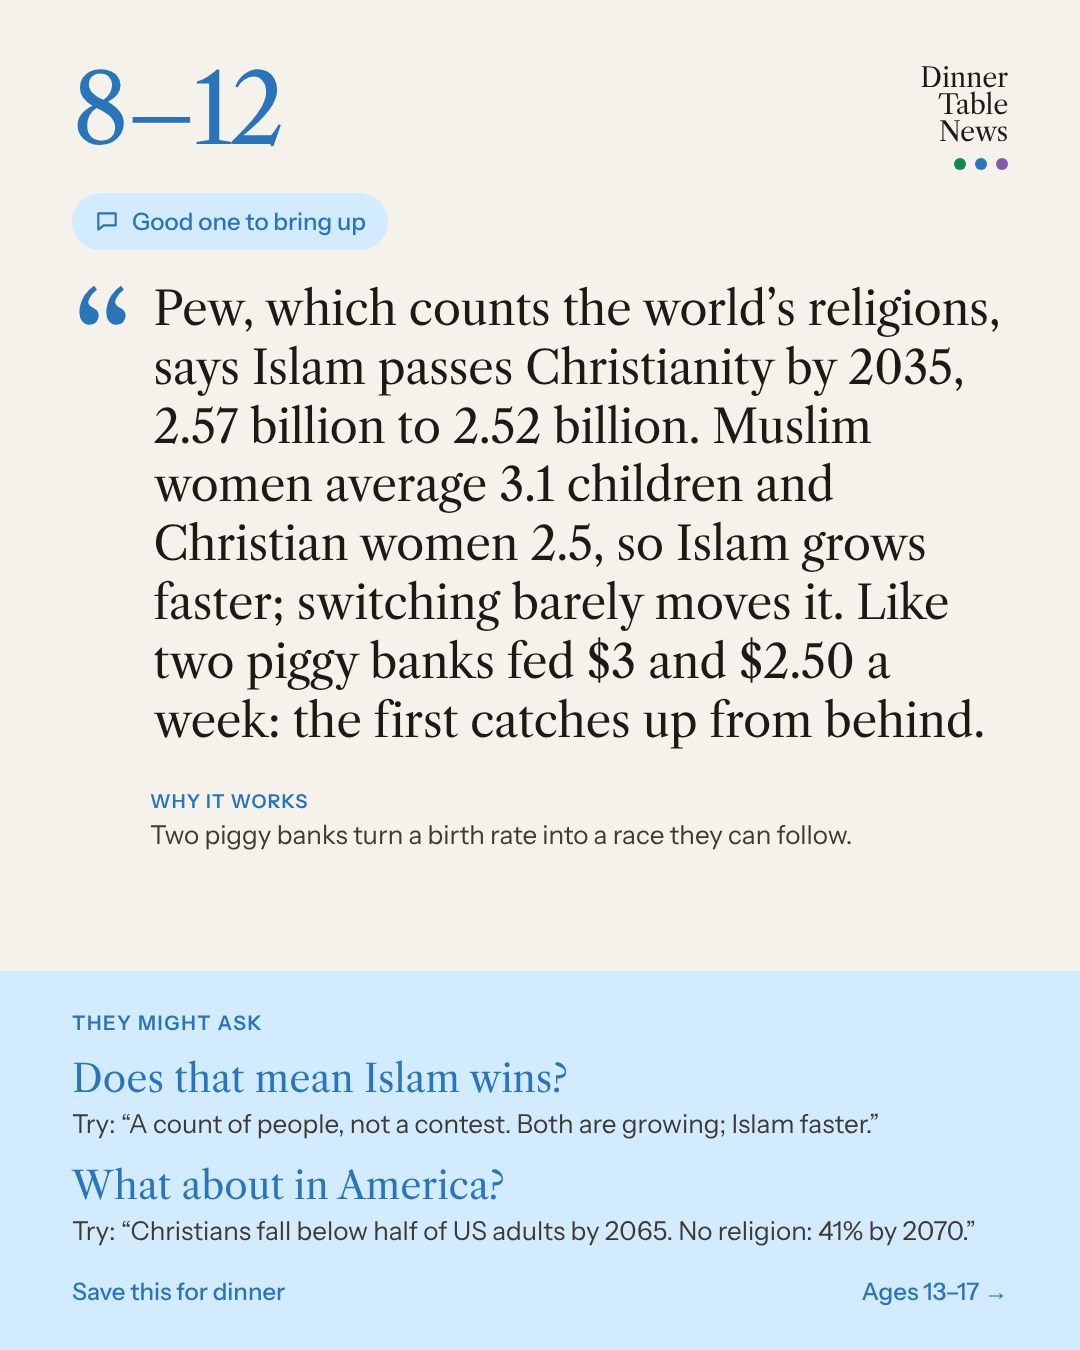 8–12
Dinner
Table
News
Good one to bring up
“ Pew, which counts the world’s religions,
says Islam passes Christianity by 2035,
2.57 billion to 2.52 billion. Muslim
women average 3.1 children and
Christian women 2.5, so Islam grows
faster; switching barely moves it. Like
two piggy banks fed $3 and $2.50 a
week: the first catches up from behind.
WHY IT WORKS
Two piggy banks turn a birth rate into a race they can follow.
THEY MIGHT ASK
Does that mean Islam wins?
Try: “A count of people, not a contest. Both are growing; Islam faster.”
What about in America?
Try: “Christians fall below half of US adults by 2065. No religion: 41% by 2070.”
Save this for dinner
Ages 13–17 →